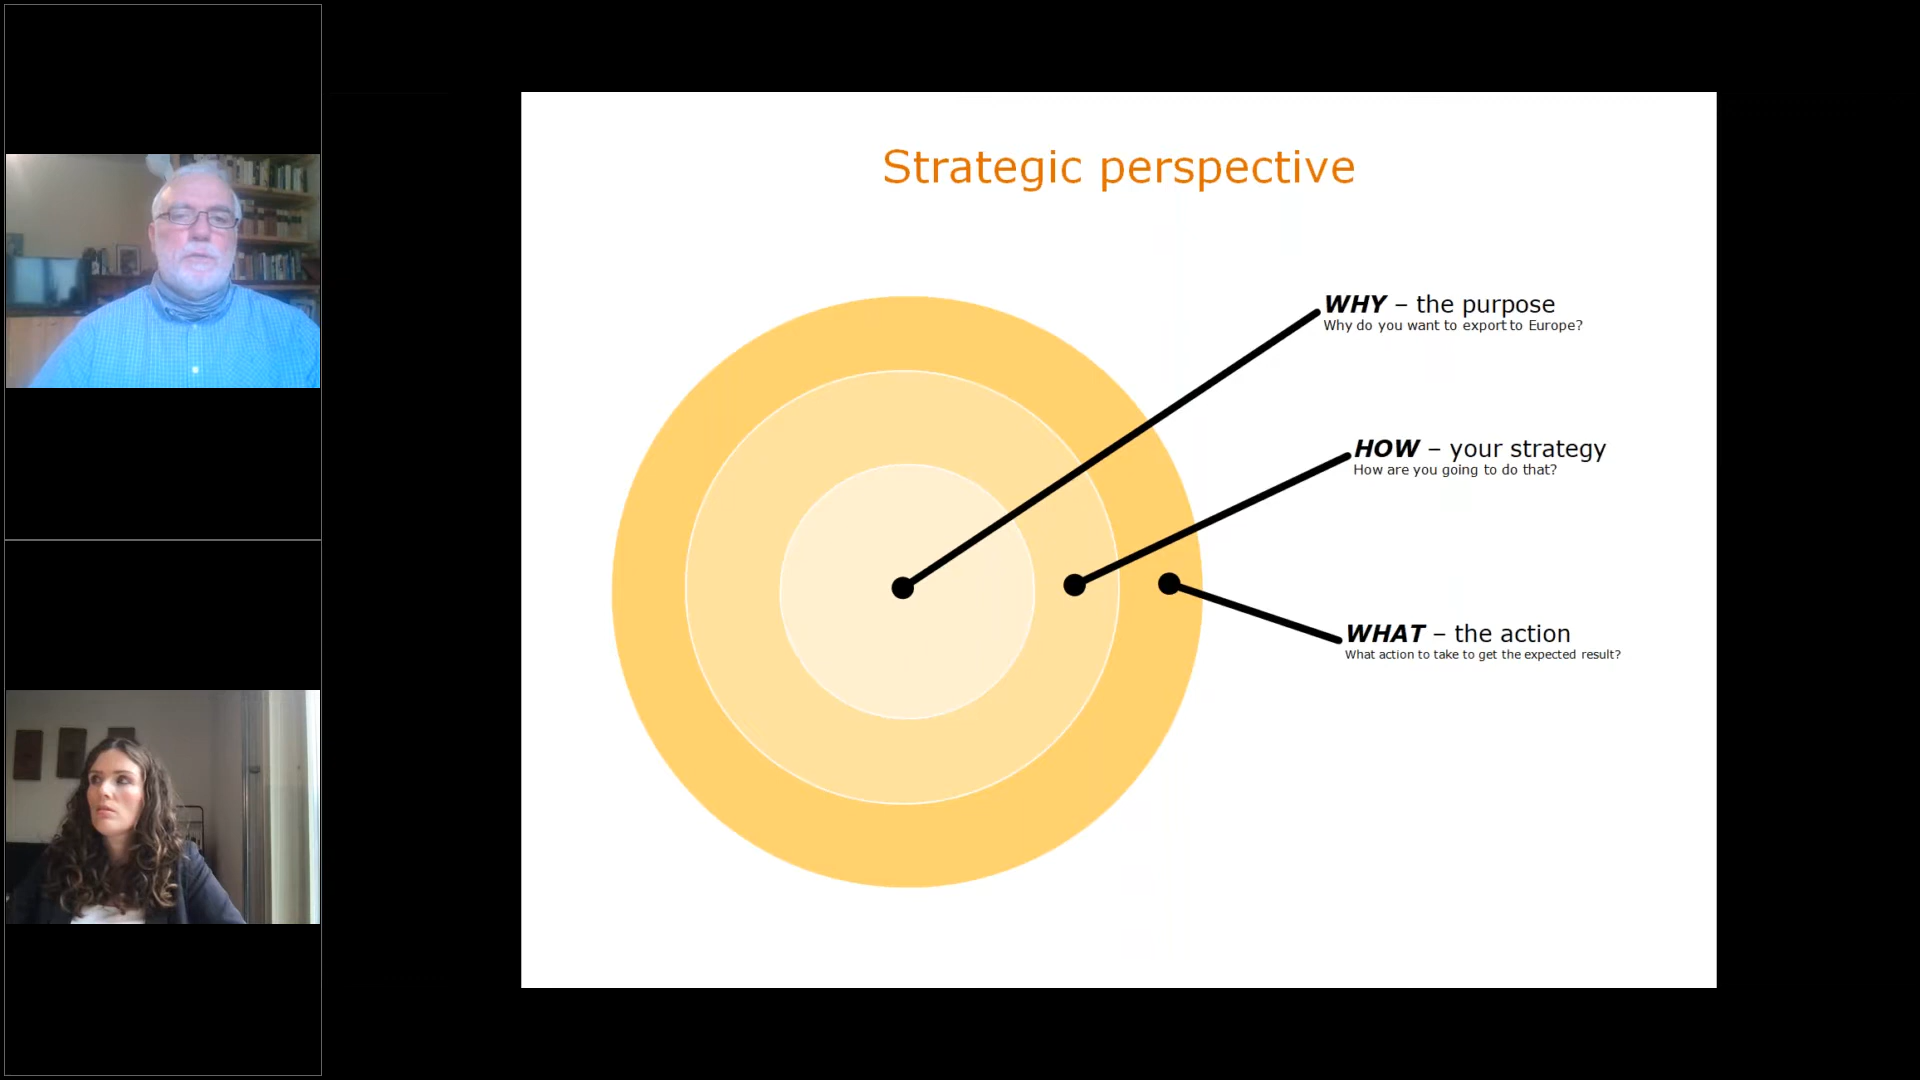 Strategic perspective
WHY – the purpose
Why do you want to export to Europe?
HOW – your strategy
How are you going to do that?
WHAT – the action
What action to take to get the expected result?